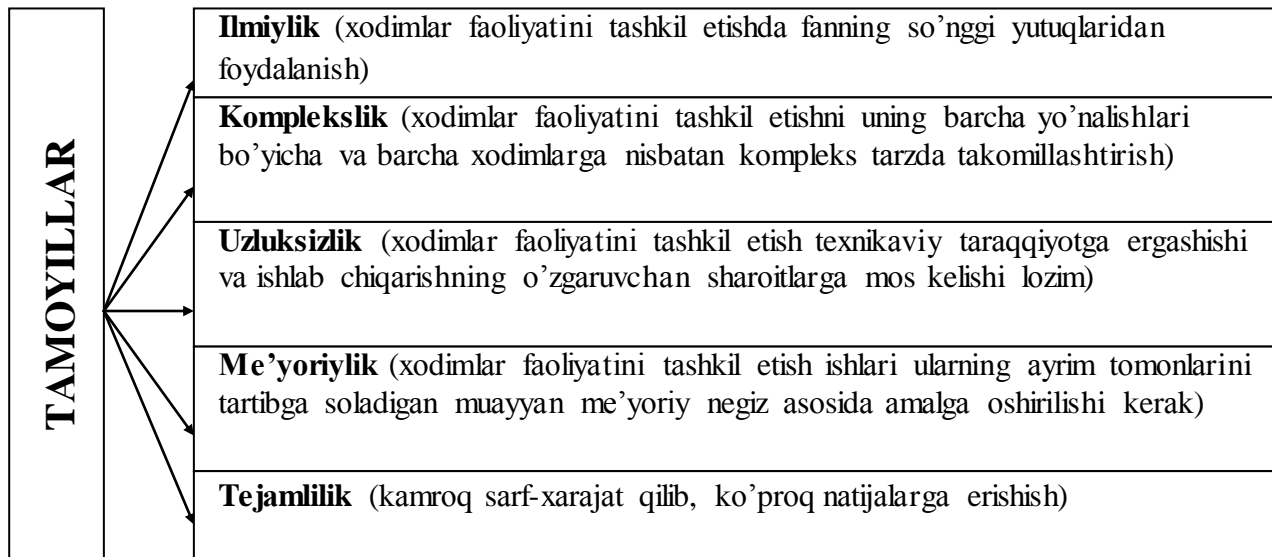 TAMOYILLAR
Ilmiylik (xodimlar faoliyatini tashkil etishda fanning so’nggi yutuqlaridan
foydalanish)
Komplekslik (xodimlar faoliyatini tashkil etishni uning barcha yo’nalishlari
bo’yicha va barcha xodimlarga nisbatan kompleks tarzda takomillashtirish)
Uzluksizlik (xodimlar faoliyatini tashkil etish texnikaviy taraqqiyotga ergashishi
va ishlab chiqarishning o’zgaruvchan sharoitlarga mos kelishi lozim)
Me’yoriylik (xodimlar faoliyatini tashkil etish ishlari ularning ayrim tomonlarini
tartibga soladigan muayyan me’yoriy negiz asosida amalga oshirilishi kerak)
Tejamlilik (kamroq sarf-xarajat qilib, ko’proq natijalarga erishish)